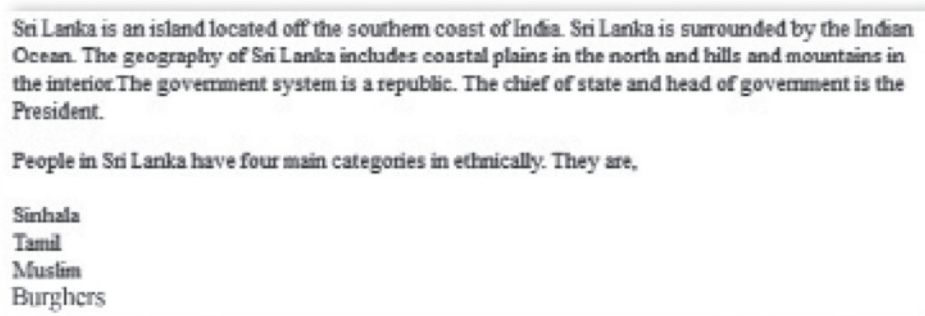 Sri Lanka is an island located off the southern coast of India. Sri Lanka is surrounded by the Indian
Ocean. The geography of Sri Lanka includes coastal plains in the north and hills and mountains in
the interior.The government system is a republic. The chief of state and head of government is the
President.
People in Sri Lanka have four main categories in ethnically. They are,
Sinhala
Tamil
Muslim
Burghers